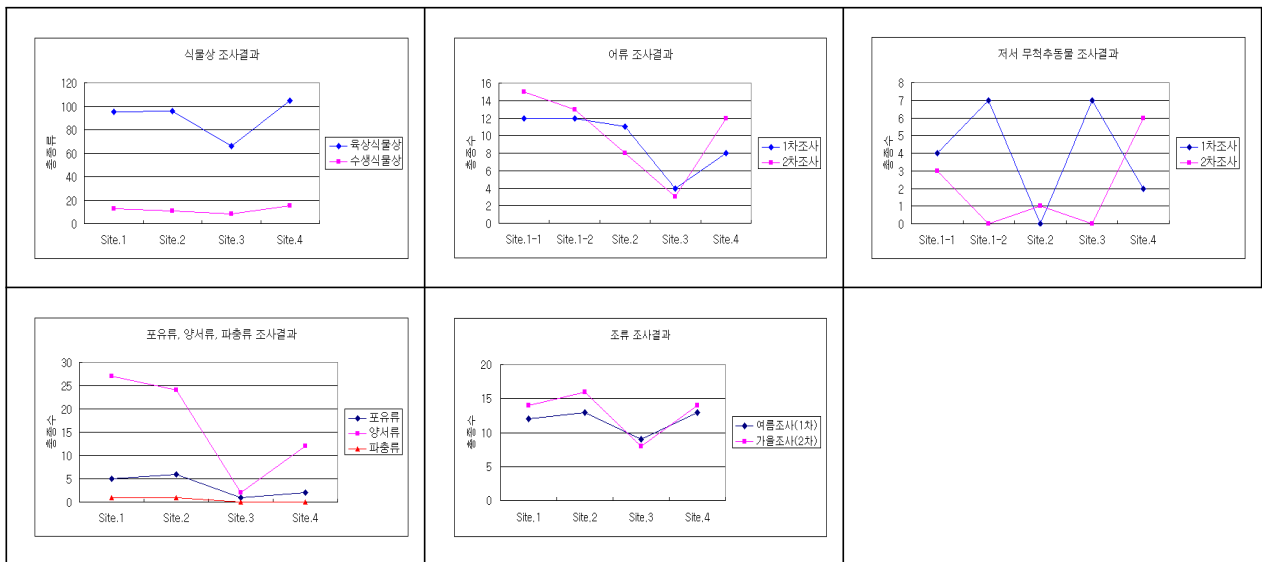 식물상 조사결과
총종류
120
100
80
60
40
20
0
Site.1 Site.2 Site.3 Site.4
육상식물상
수생식물상
어류 조사결과
총종수
16
14
12
10
8
6
4
2
0
Site.1-1 Site.1-2 Site.2 Site.3 Site.4
1차조사
2차조사
저서 무척추동물 조사결과
총종수
8
7
6
5
4
3
2
1
0
Site.1-1 Site.1-2 Site.2 Site.3 Site.4
1차조사
2차조사
포유류, 양서류, 파충류 조사결과
총종수
30
25
20
15
10
5
0
Site.1 Site.2 Site.3 Site.4
포유류
양서류
파충류
조류 조사결과
총종수
20
15
10
5
0
Site.1 Site.2 Site.3 Site.4
여름조사(1차)
가을조사(2차)